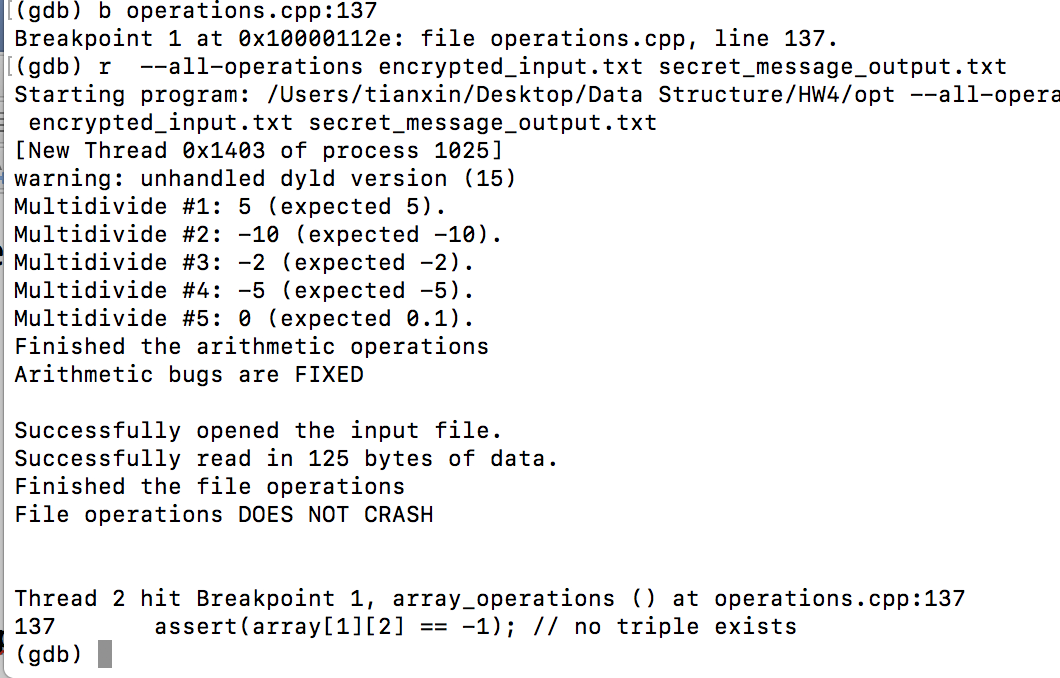 (gdb) b operations.cpp:137
Breakpoint 1 at 0x10000112e: file operations.cpp, line 137.
(gdb) r  --all-operations encrypted_input.txt secret_message_output.txt
Starting program: /Users/tianxin/Desktop/Data Structure/HW4/opt --all-opera
 encrypted_input.txt secret_message_output.txt
[New Thread 0x1403 of process 1025]
warning: unhandled dyld version (15)
Multidivide #1: 5 (expected 5).
Multidivide #2: -10 (expected -10).
Multidivide #3: -2 (expected -2).
Multidivide #4: -5 (expected -5).
Multidivide #5: 0 (expected 0.1).
Finished the arithmetic operations
Arithmetic bugs are FIXED
Successfully opened the input file.
Successfully read in 125 bytes of data.
Finished the file operations
File operations DOES NOT CRASH
Thread 2 hit Breakpoint 1, array_operations () at operations.cpp:137
137       assert(array[1][2] == -1); // no triple exists
(gdb)